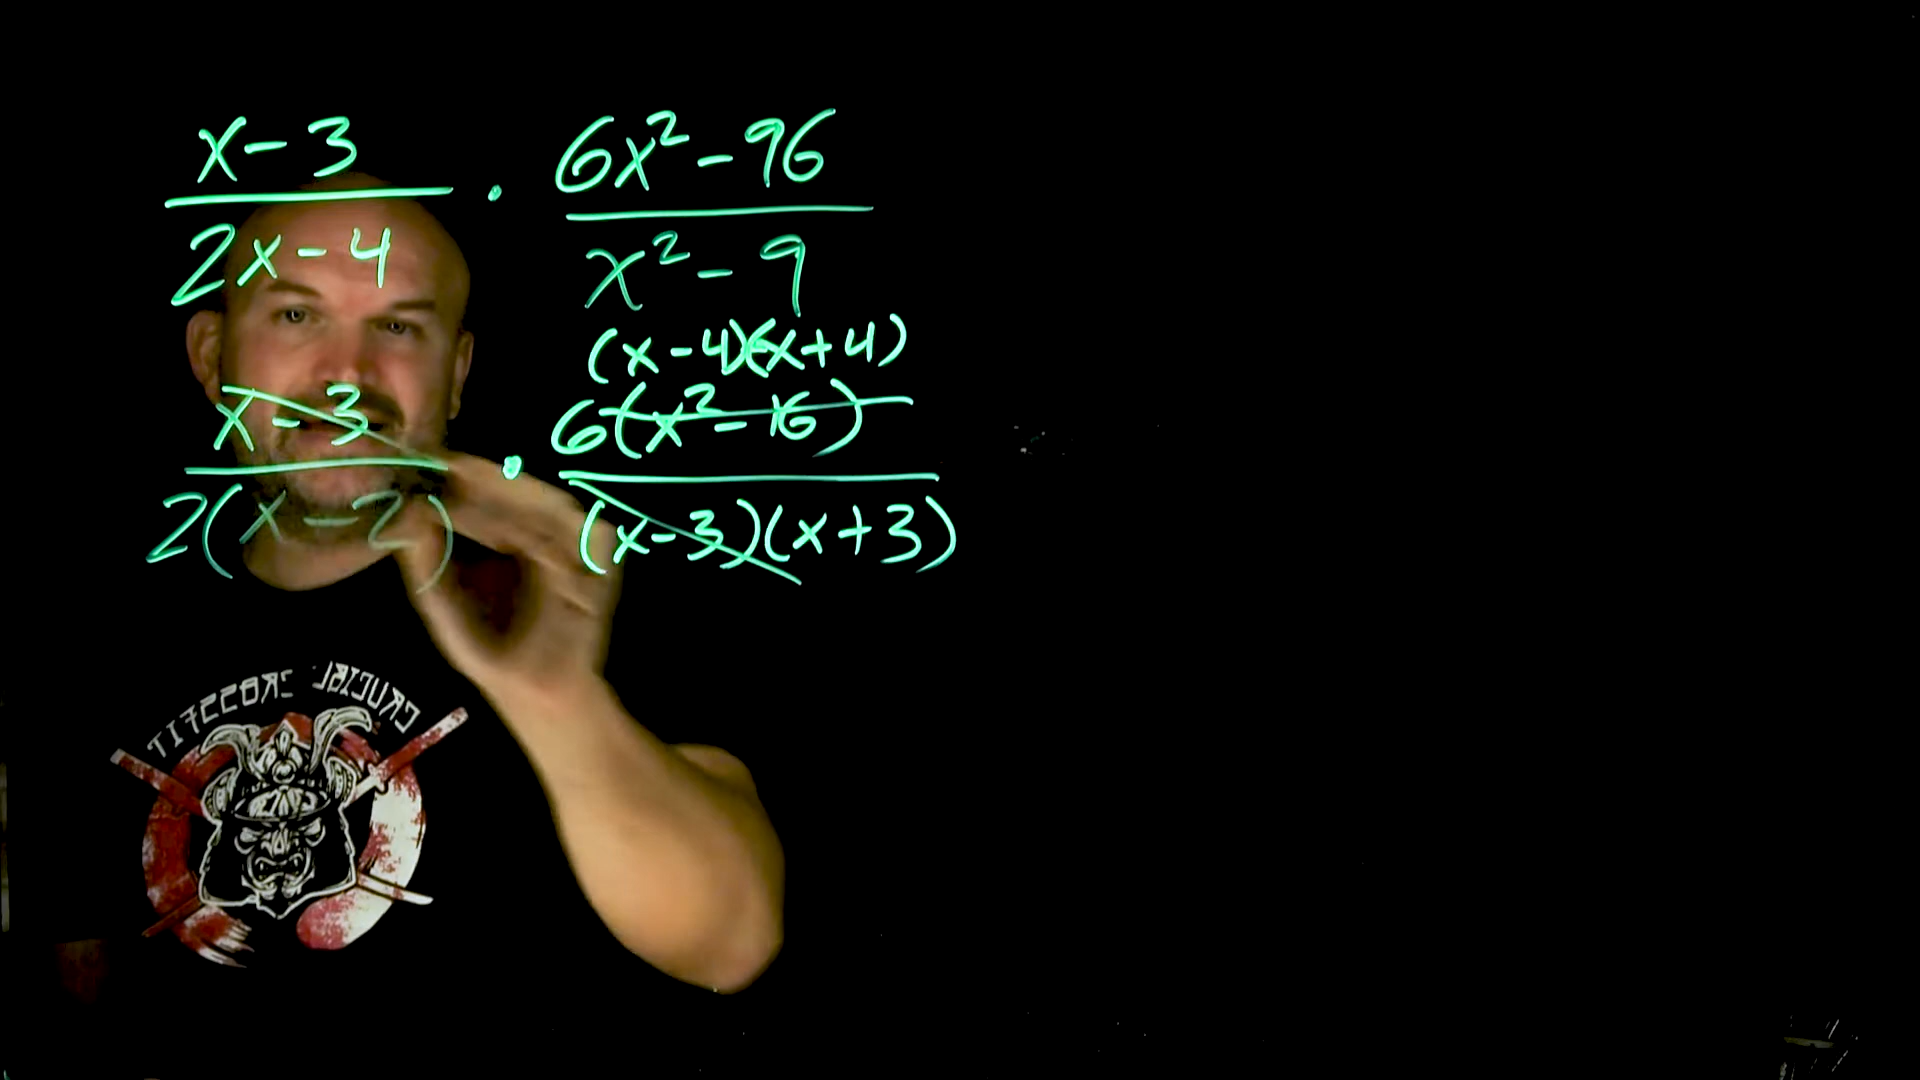 x - 3 · 6x² - 96
2x - 4 x² - 9
(x - 4)(x + 4)
x - 3 · 6(x² - 16)
2(x - 2) (x - 3)(x + 3)